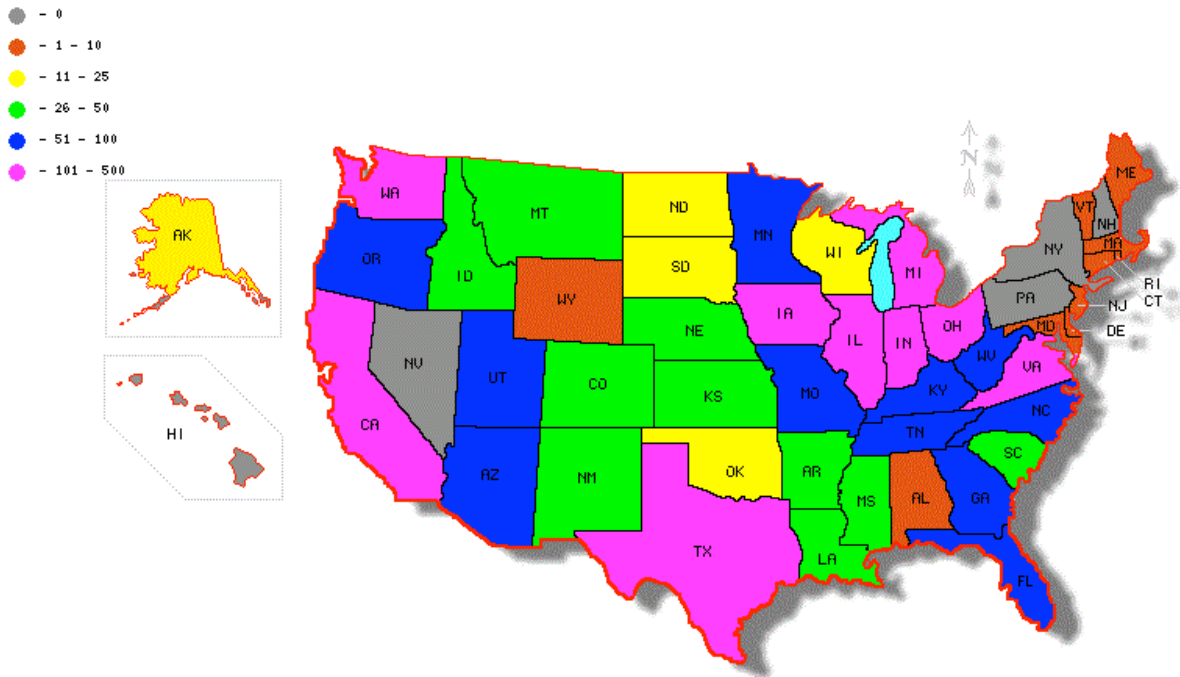 - 0
- 1 - 10
- 11 - 25
- 26 - 50
- 51 - 100
- 101 - 500
N
ME
WA
VT
NH
ND
MT
AK
MN
NY
MA
WI
OR
SD
ID
MI
RI
CT
WY
PA
NJ
IA
OH
MD
DE
NE
IL
IN
WV
NV
UT
VA
CO
KS
MO
KY
NC
CA
HI
TN
SC
AZ
NM
OK
AR
MS
AL
GA
TX
LA
FL